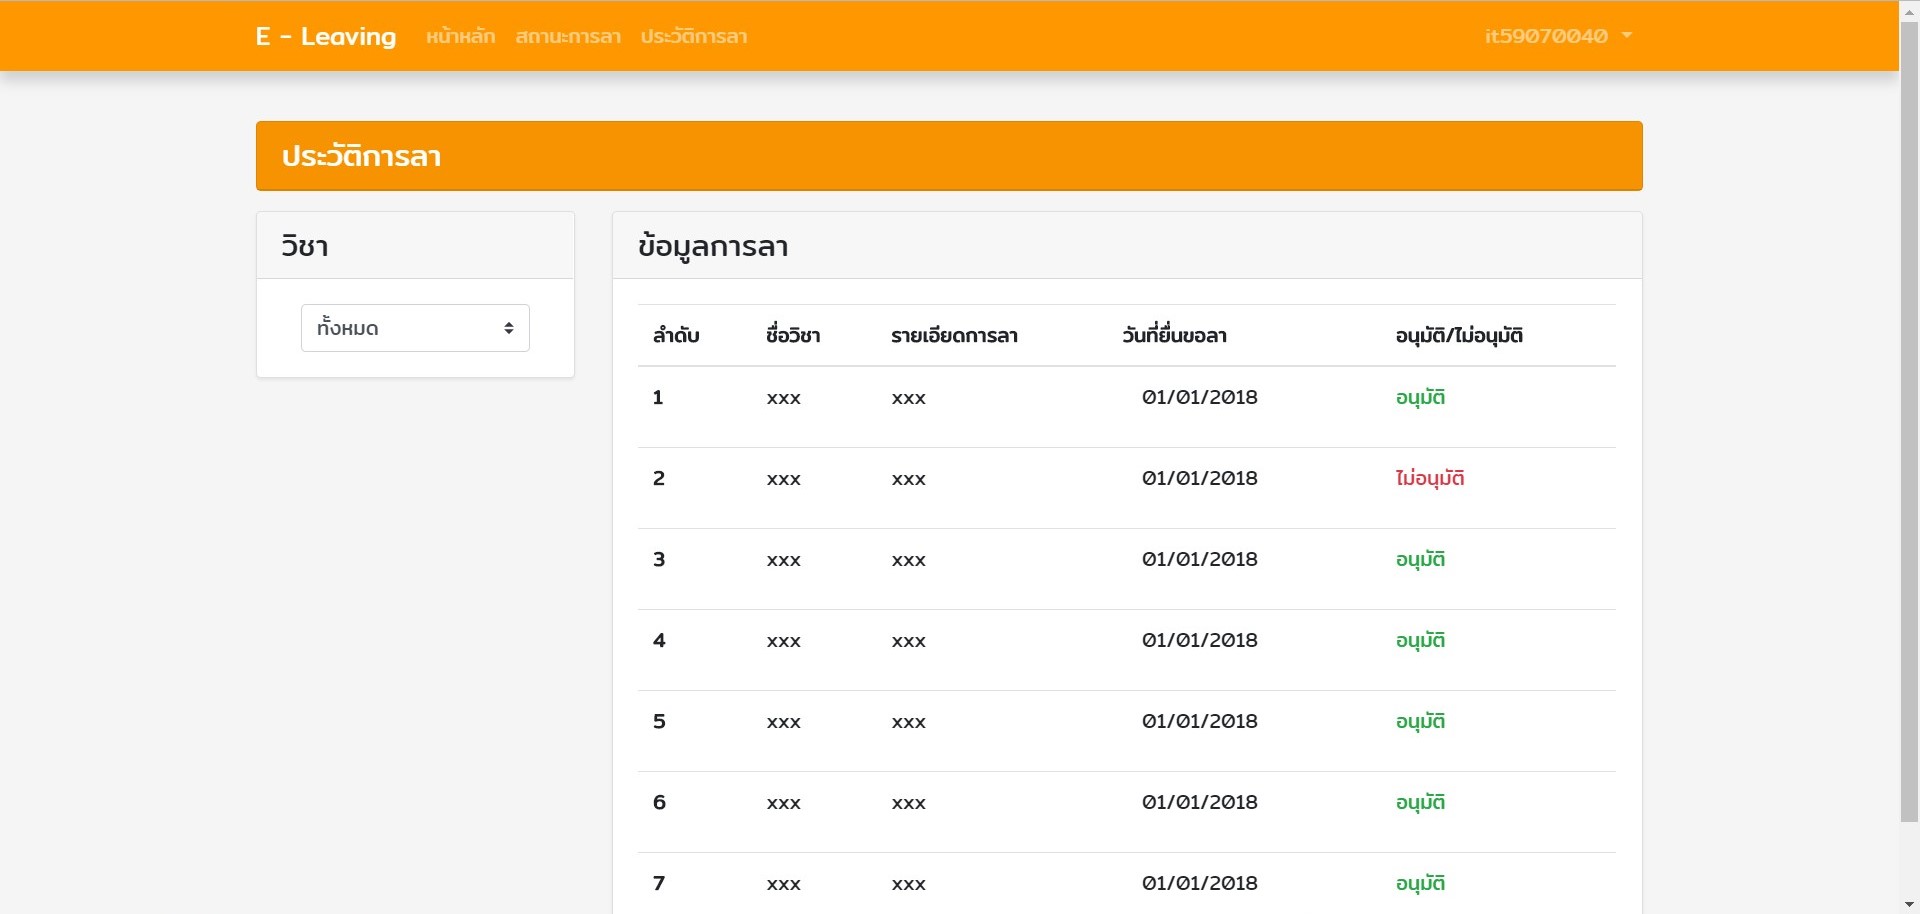 E - Leaving หน้าหลัก สถานะการลา ประวัติการลา it59070040
ประวัติการลา
วิชา
ทั้งหมด
ข้อมูลการลา
ลำดับ ชื่อวิชา รายเอียดการลา วันที่ยื่นขอลา อนุมัติ/ไม่อนุมัติ
1 xxx xxx 01/01/2018 อนุมัติ
2 xxx xxx 01/01/2018 ไม่อนุมัติ
3 xxx xxx 01/01/2018 อนุมัติ
4 xxx xxx 01/01/2018 อนุมัติ
5 xxx xxx 01/01/2018 อนุมัติ
6 xxx xxx 01/01/2018 อนุมัติ
7 xxx xxx 01/01/2018 อนุมัติ